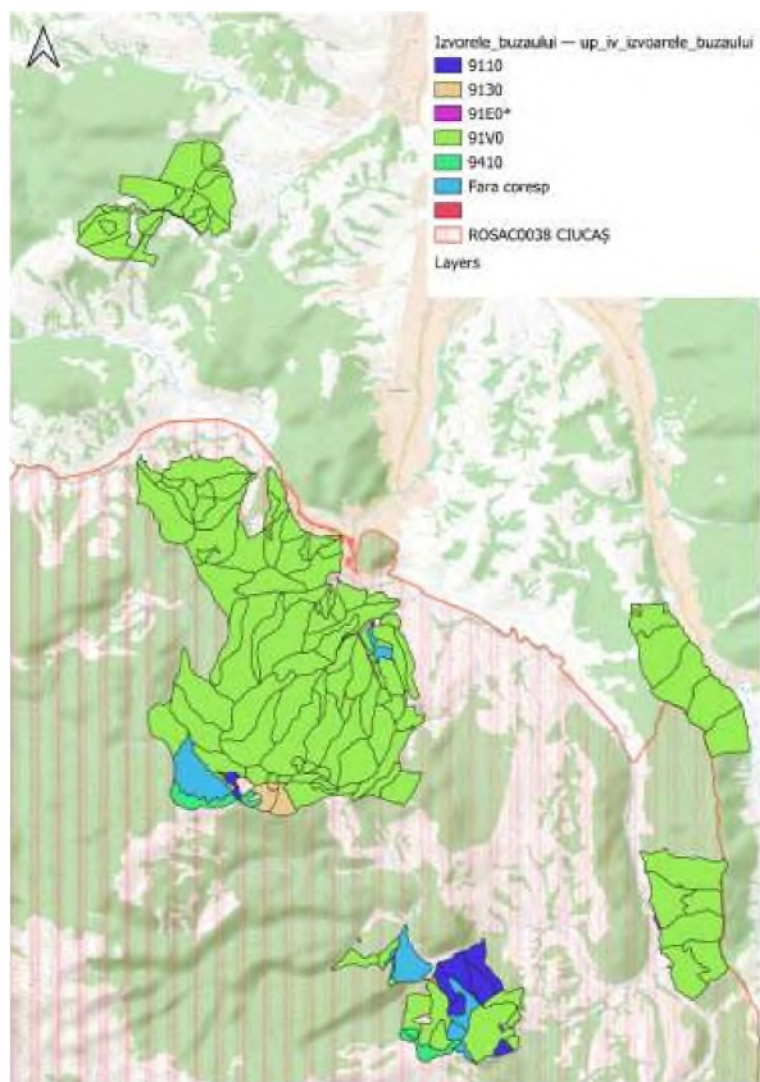 Izvorele_buzaului — up_iv_izvoarele_buzaului
9110
9130
91E0*
91V0
9410
Fara coresp
ROSAC0038 CIUCAȘ
Layers